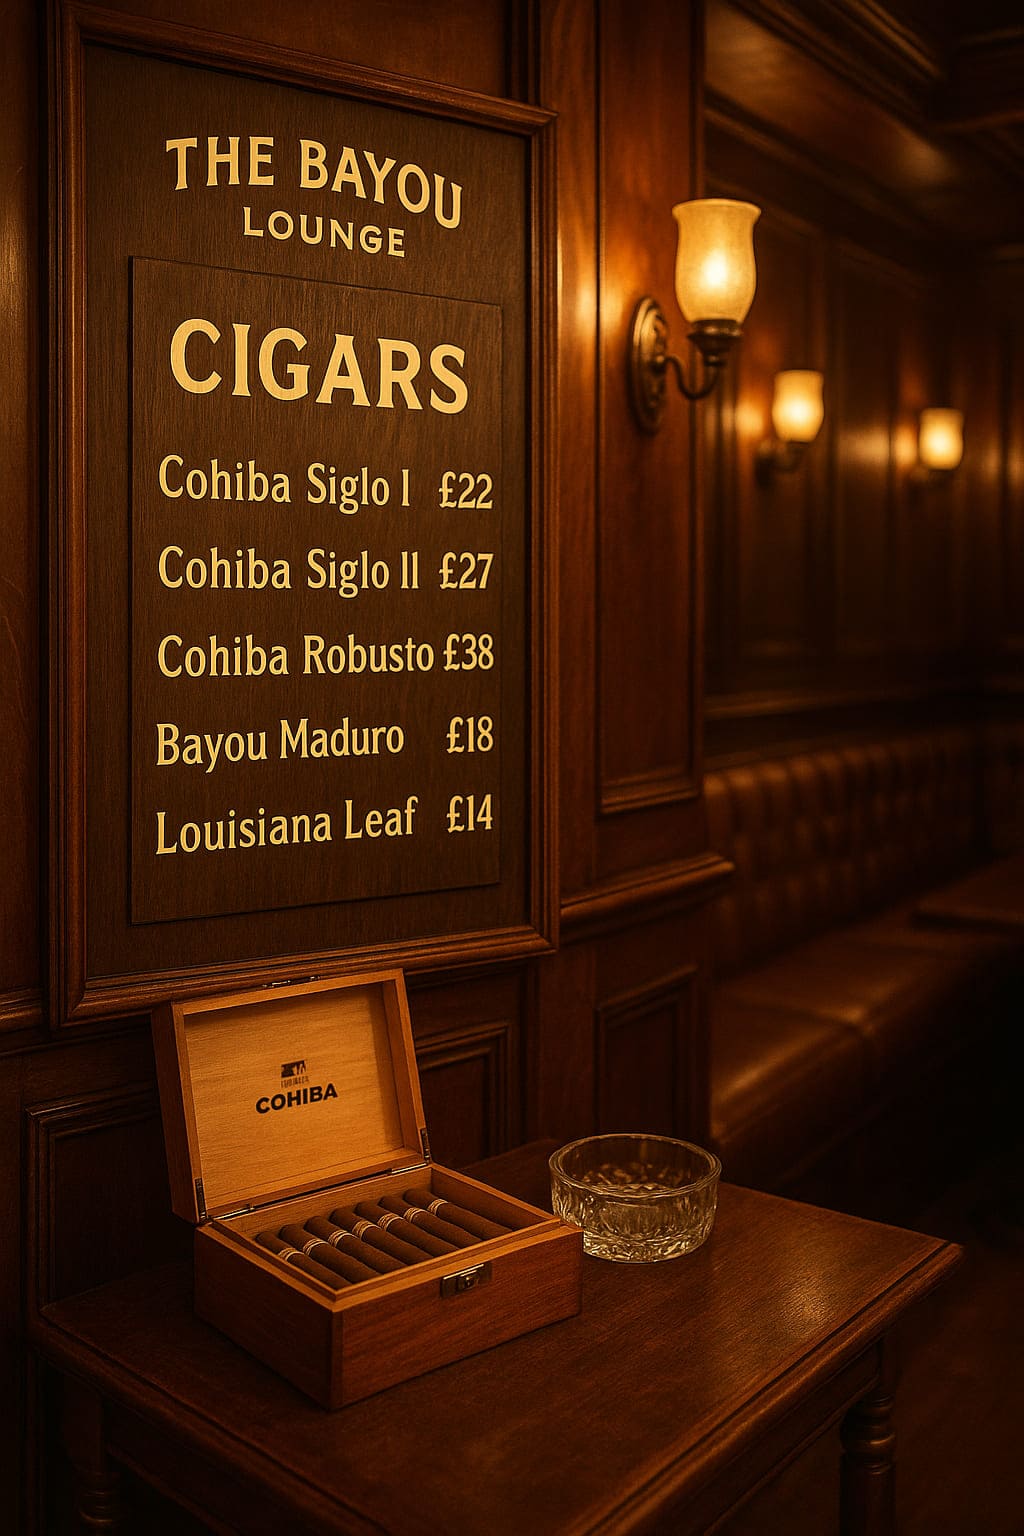 THE BAYOU
LOUNGE
CIGARS
Cohiba Siglo I £22
Cohiba Siglo II £27
Cohiba Robusto £38
Bayou Maduro £18
Louisiana Leaf £14
COHIBA